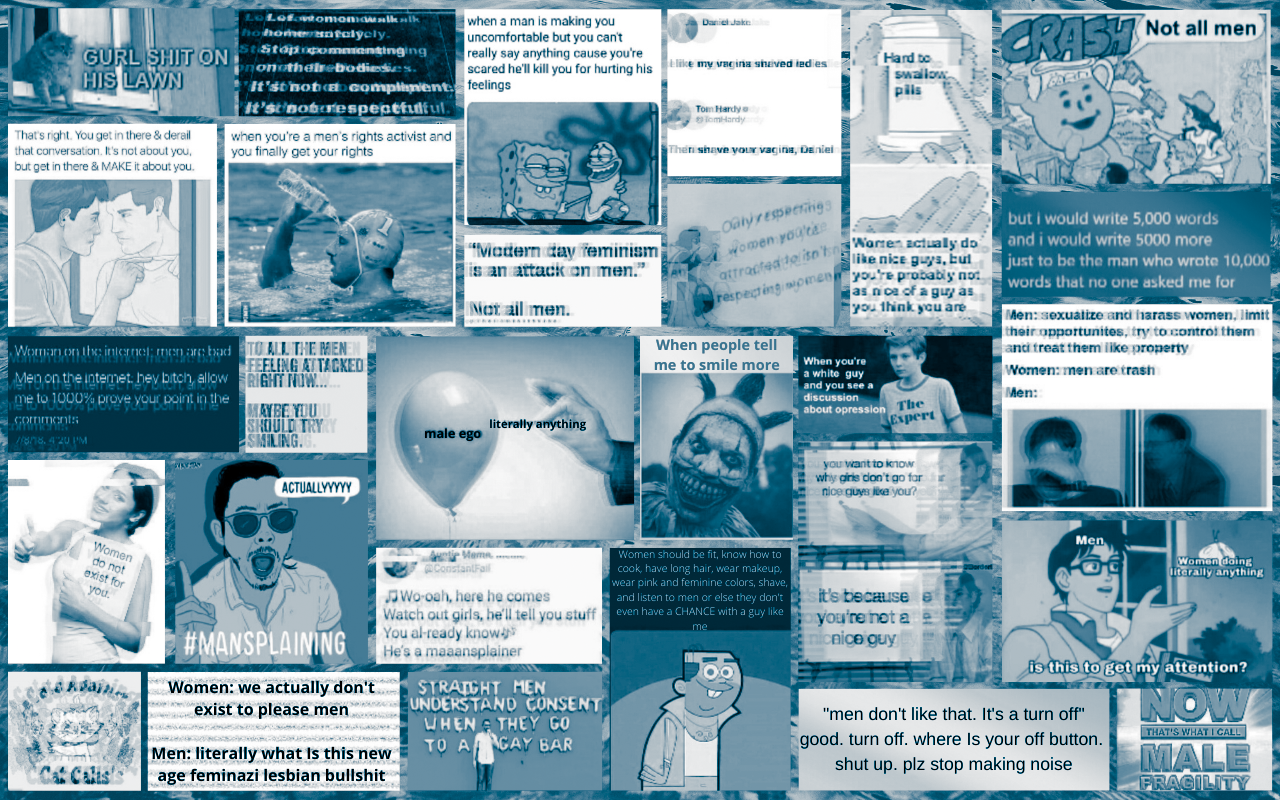 GURL SHIT ON
HIS LAWN
Let women walk
home safely.
Stop commenting
on their bodies.
It's not a compliment.
It's not respectful.
when a man is making you
uncomfortable but you can't
really say anything cause you're
scared he'll kill you for hurting his
feelings
Daniel Jake
I like my vagina shaved ladies
Tom Hardy
@TomHardy
Then shave your vagina, Daniel
Hard to
swallow
pills
Women actually do
like nice guys, but
you're probably not
as nice of a guy as
you think you are
CRASH
Not all men
That's right. You get in there & derail
that conversation. It's not about you,
but get in there & MAKE it about you.
when you're a men's rights activist and
you finally get your rights
1
"Modern day feminism
is an attack on men."
Not all men.
Only respecting
women you're
attracted to isn't
respecting women
but i would write 5,000 words
and i would write 5000 more
just to be the man who wrote 10,000
words that no one asked me for
Woman on the internet: men are bad
Men on the internet: hey bitch, allow
me to 1000% prove your point in the
comments
7/8/18, 4:20 PM
TO ALL THE MEN
FEELING ATTACKED
RIGHT NOW...
MAYBE YOU
SHOULD TRY
SMILING.
male ego
literally anything
When people tell
me to smile more
When you're
a white guy
and you see a
discussion
about opression
The
Expert
Men: sexualize and harass women, limit
their opportunites, try to control them
and treat them like property
Women: men are trash
Men:
Women
do not
exist for
you.
ACTUALLYYYY
#MANSPLAINING
Wo-oah, here he comes
Watch out girls, he'll tell you stuff
You al-ready know
He's a maaansplainer
Women should be fit, know how to
cook, have long hair, wear makeup,
wear pink and feminine colors, shave,
and listen to men or else they don't
even have a CHANCE with a guy like
me
you want to know
why girls don't go for
nice guys like you?
it's because
you're not a
nice guy
Men
Women doing
literally anything
is this to get my attention?
Cat Calls
Women: we actually don't
exist to please men
Men: literally what Is this new
age feminazi lesbian bullshit
STRAIGHT MEN
UNDERSTAND CONSENT
WHEN THEY GO
TO A GAY BAR
"men don't like that. It's a turn off"
good. turn off. where Is your off button.
shut up. plz stop making noise
NOW
THAT'S WHAT I CALL
MALE
FRAGILITY